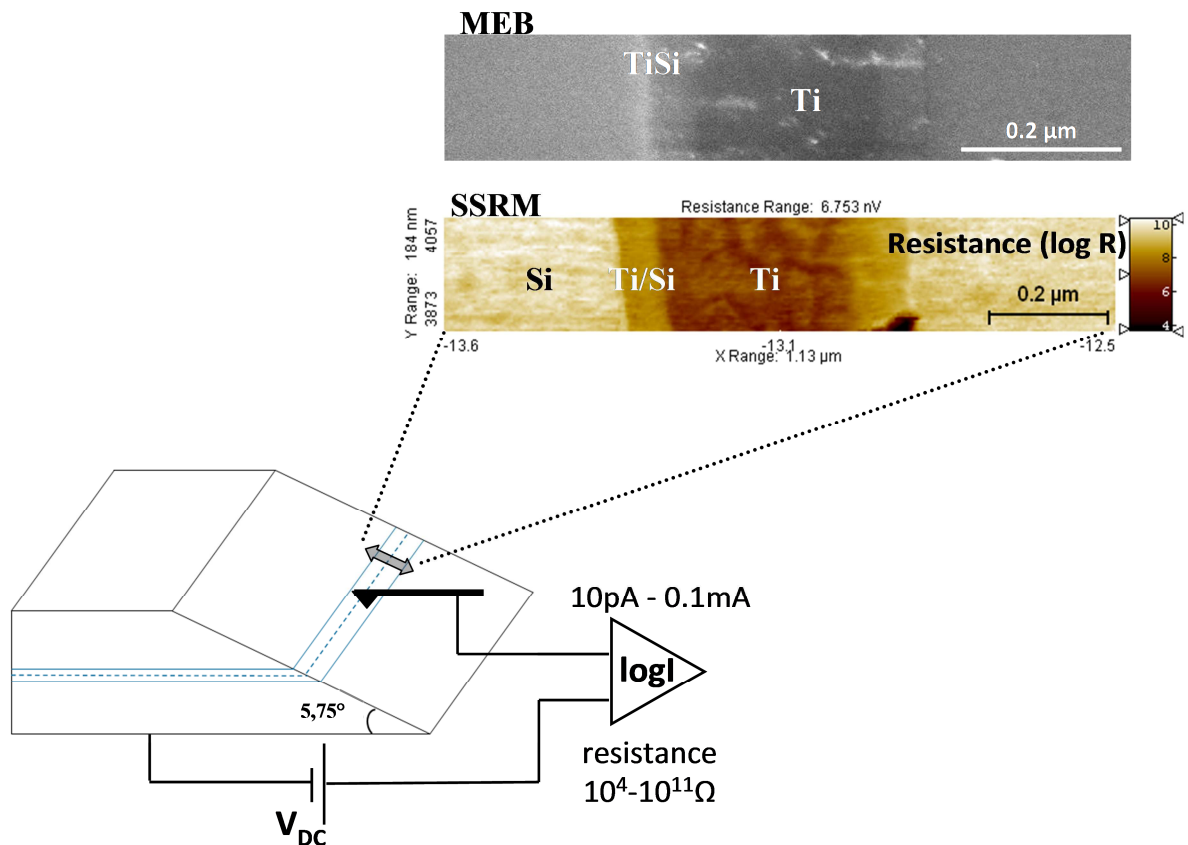 MEB
TiSi
Ti
0.2 µm
SSRM
Resistance Range: 6.753 nV
Y Range: 184 nm
3873 4057
Resistance (log R)
Si
Ti/Si
Ti
0.2 µm
10
8
6
4
-13.6
-13.1
-12.5
X Range: 1.13 µm
10pA - 0.1mA
logI
5,75º
resistance
10⁴-10¹¹Ω
V_DC